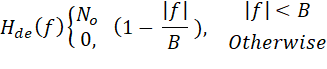 H_de(f) { N_o (1 − |f|/B), |f| < B
0, Otherwise